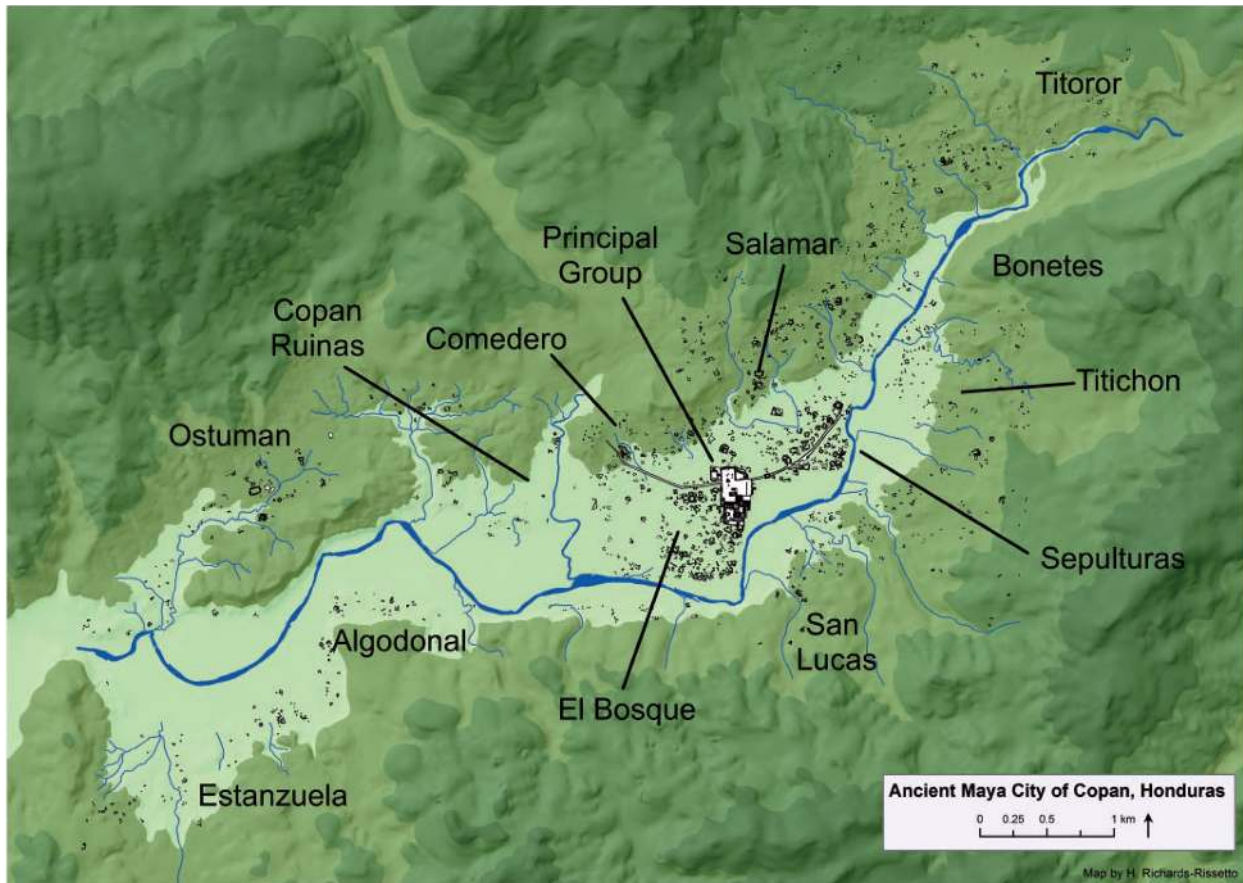 Titoror
Principal
Group
Salamar
Bonetes
Copan
Ruinas
Comedero
Titichon
Ostuman
Sepulturas
Algodonal
San
Lucas
El Bosque
Estanzuela
Ancient Maya City of Copan, Honduras
0 0.25 0.5 1 km
Map by H. Richards-Rissetto